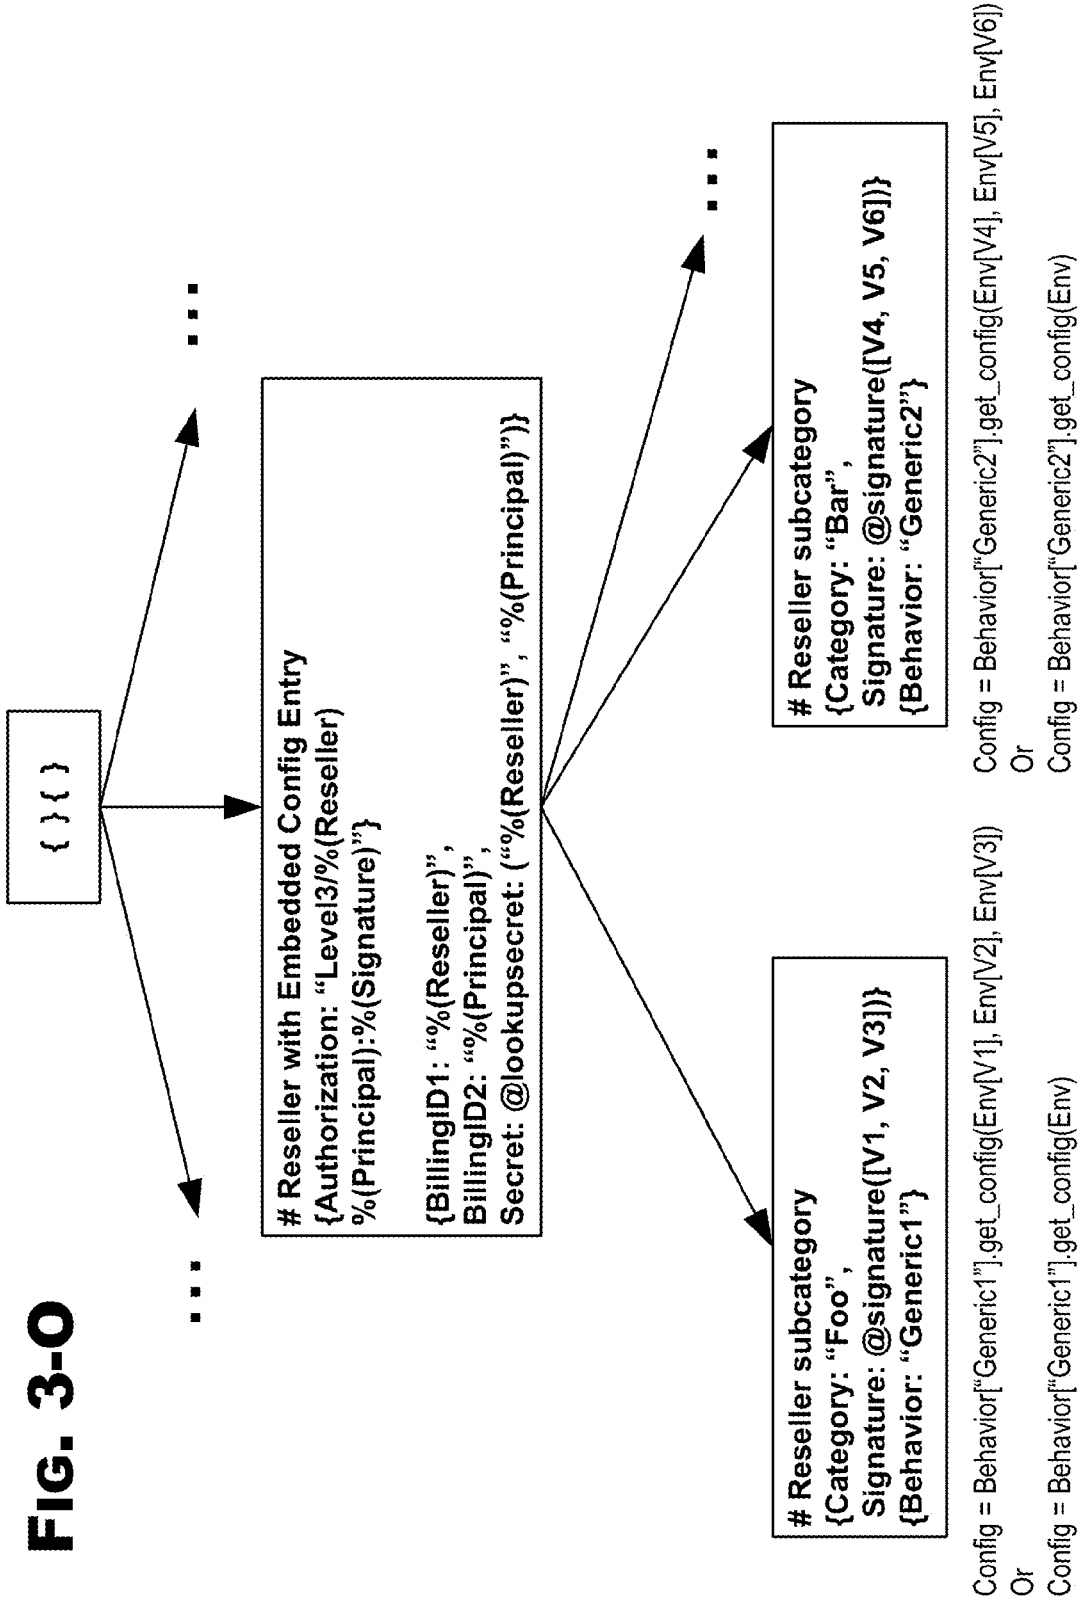 FIG. 3-O
{ } { }
...
...
# Reseller with Embedded Config Entry
{Authorization: “Level3/%(Reseller)
%(Principal):%(Signature)”}
{BillingID1: “%(Reseller)”,
BillingID2: “%(Principal)”,
Secret: @lookupsecret: (“%(Reseller)”, “%(Principal)”)}
...
# Reseller subcategory
{Category: “Foo”,
Signature: @signature([V1, V2, V3])}
{Behavior: “Generic1”}
Config = Behavior[“Generic1”].get_config(Env[V1], Env[V2], Env[V3])
Or
Config = Behavior[“Generic1”].get_config(Env)
# Reseller subcategory
{Category: “Bar”,
Signature: @signature([V4, V5, V6])}
{Behavior: “Generic2”}
Config = Behavior[“Generic2”].get_config(Env[V4], Env[V5], Env[V6])
Or
Config = Behavior[“Generic2”].get_config(Env)